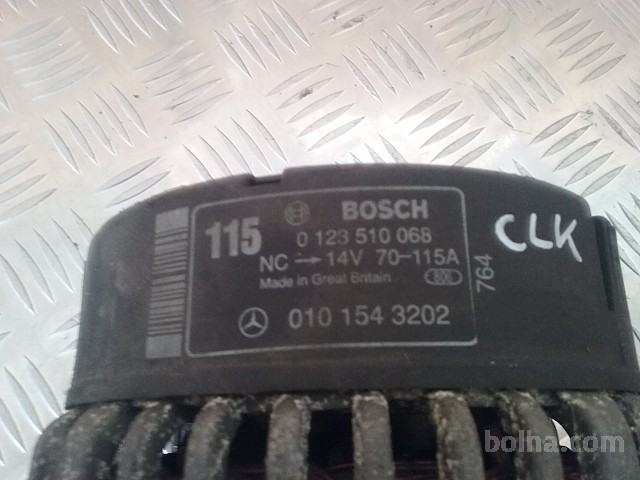 115 BOSCH
0 123 510 068
NC → 14V 70-115A
Made in Great Britain
010 154 3202
764
CLK
bolha.com